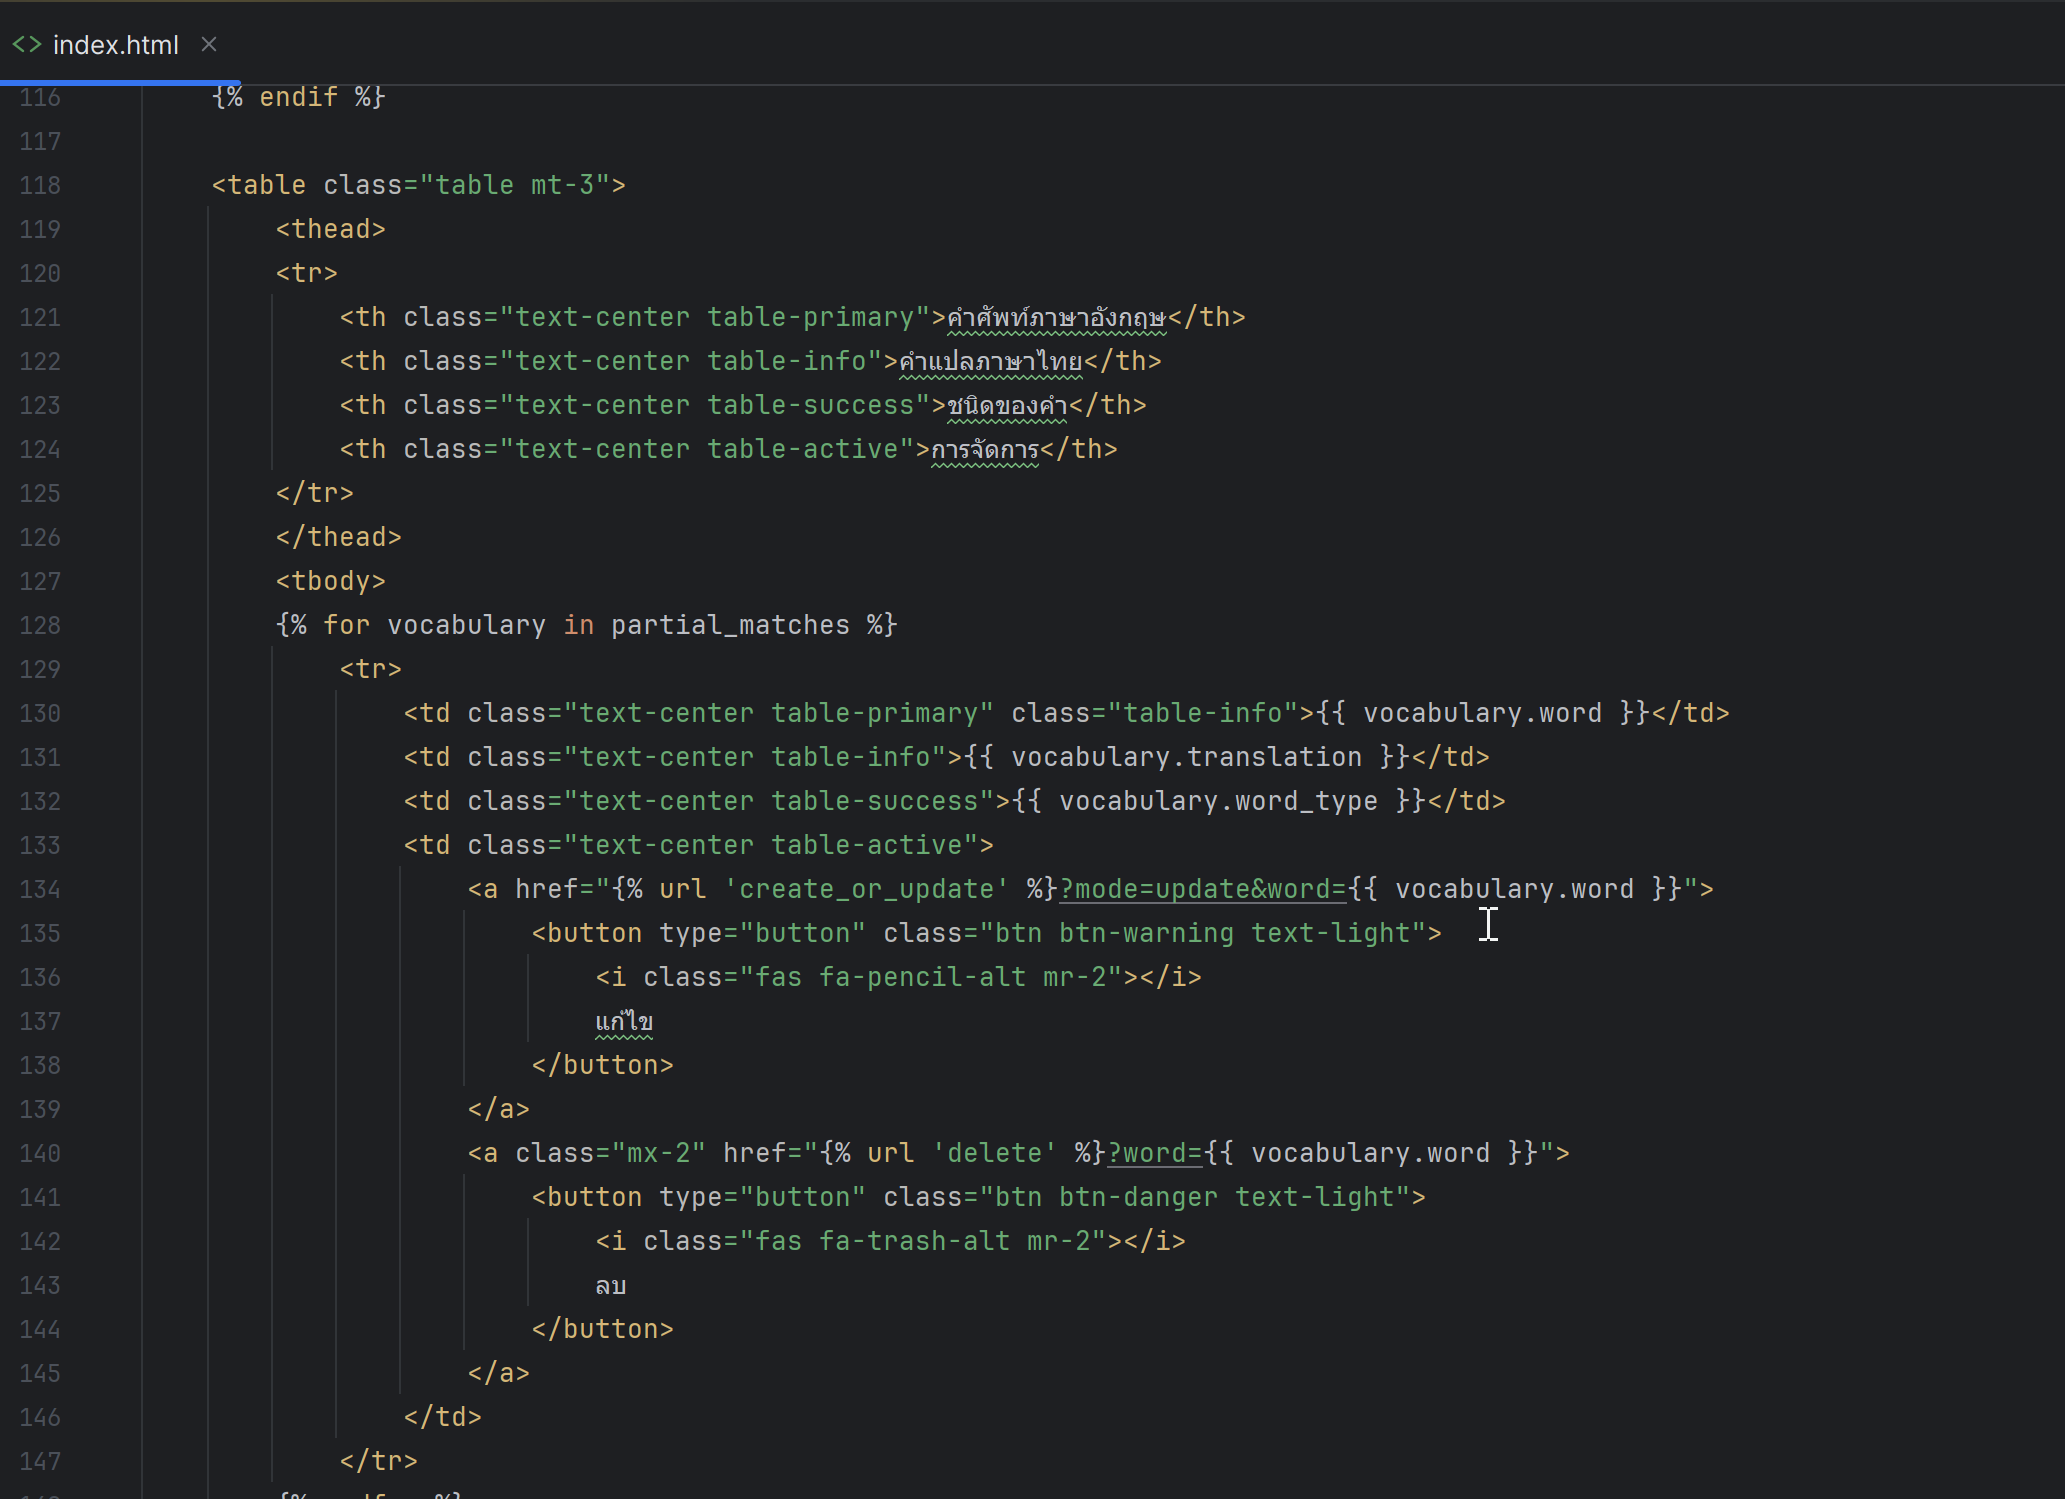 index.html
116 {% endif %}
117
118 <table class="table mt-3">
119 <thead>
120 <tr>
121 <th class="text-center table-primary">คำศัพท์ภาษาอังกฤษ</th>
122 <th class="text-center table-info">คำแปลภาษาไทย</th>
123 <th class="text-center table-success">ชนิดของคำ</th>
124 <th class="text-center table-active">การจัดการ</th>
125 </tr>
126 </thead>
127 <tbody>
128 {% for vocabulary in partial_matches %}
129 <tr>
130 <td class="text-center table-primary" class="table-info">{{ vocabulary.word }}</td>
131 <td class="text-center table-info">{{ vocabulary.translation }}</td>
132 <td class="text-center table-success">{{ vocabulary.word_type }}</td>
133 <td class="text-center table-active">
134 <a href="{% url 'create_or_update' %}?mode=update&word={{ vocabulary.word }}">
135 <button type="button" class="btn btn-warning text-light">
136 <i class="fas fa-pencil-alt mr-2"></i>
137 แก้ไข
138 </button>
139 </a>
140 <a class="mx-2" href="{% url 'delete' %}?word={{ vocabulary.word }}">
141 <button type="button" class="btn btn-danger text-light">
142 <i class="fas fa-trash-alt mr-2"></i>
143 ลบ
144 </button>
145 </a>
146 </td>
147 </tr>